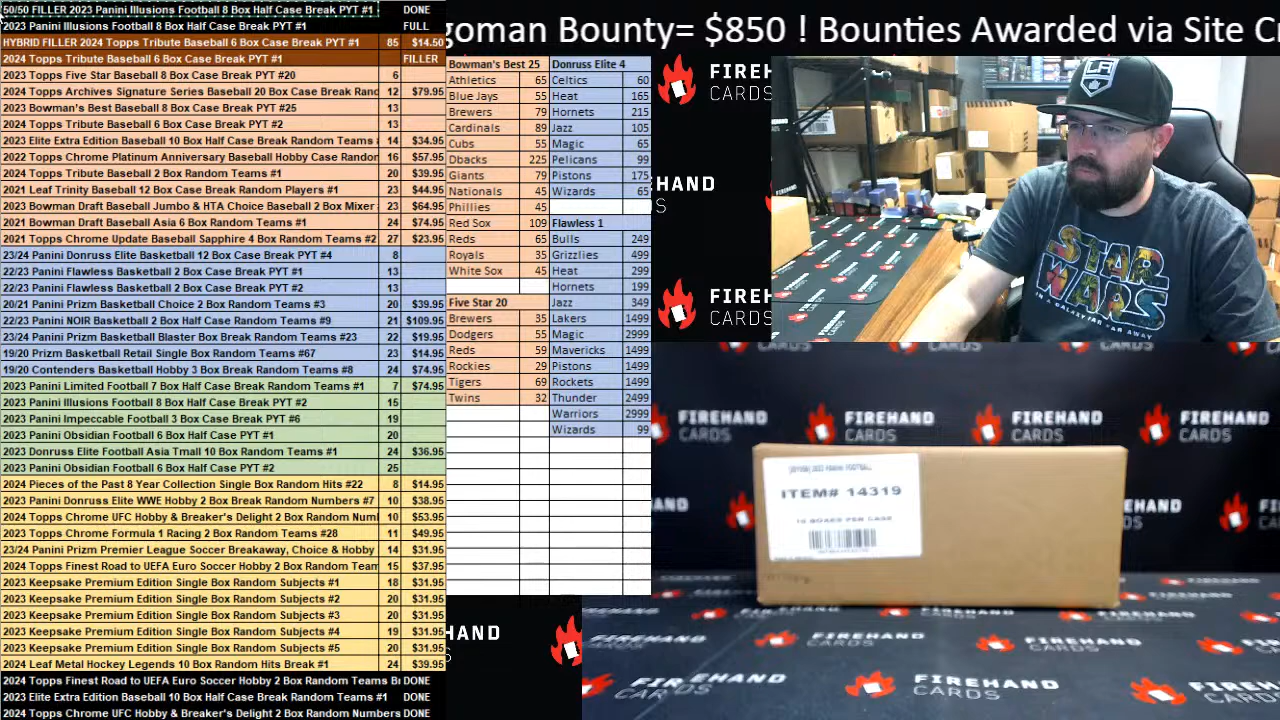 goman Bounty= $850 ! Bounties Awarded via Site C
50/50 FILLER 2023 Panini Illusions Football 8 Box Half Case Break PYT #1 DONE
2023 Panini Illusions Football 8 Box Half Case Break PYT #1 FULL
HYBRID FILLER 2024 Topps Tribute Baseball 6 Box Case Break PYT #1 85 $14.50
2024 Topps Tribute Baseball 6 Box Case Break PYT #1 FILLER
2023 Topps Five Star Baseball 8 Box Case Break PYT #20 6
2024 Topps Archives Signature Series Baseball 20 Box Case Break Ranc 12 $79.95
2023 Bowman's Best Baseball 8 Box Case Break PYT #25 13
2024 Topps Tribute Baseball 6 Box Case Break PYT #2 13
2023 Elite Extra Edition Baseball 10 Box Half Case Break Random Teams 14 $34.95
2022 Topps Chrome Platinum Anniversary Baseball Hobby Case Randor 16 $57.95
2024 Topps Tribute Baseball 2 Box Random Teams #1 20 $39.95
2021 Leaf Trinity Baseball 12 Box Case Break Random Players #1 23 $44.95
2023 Bowman Draft Baseball Jumbo & HTA Choice Baseball 2 Box Mixer 23 $64.95
2021 Bowman Draft Baseball Asia 6 Box Random Teams #1 24 $74.95
2021 Topps Chrome Update Baseball Sapphire 4 Box Random Teams #2 27 $23.95
23/24 Panini Donruss Elite Basketball 12 Box Case Break PYT #4 8
22/23 Panini Flawless Basketball 2 Box Case Break PYT #1 13
22/23 Panini Flawless Basketball 2 Box Case Break PYT #2 13
20/21 Panini Prizm Basketball Choice 2 Box Random Teams #3 20 $39.95
22/23 Panini NOIR Basketball 2 Box Half Case Random Teams #9 21 $109.95
23/24 Panini Prizm Basketball Blaster Box Break Random Teams #23 22 $19.95
19/20 Prizm Basketball Retail Single Box Random Teams #67 23 $14.95
19/20 Contenders Basketball Hobby 3 Box Break Random Teams #8 24 $74.95
2023 Panini Limited Football 7 Box Half Case Break Random Teams #1 7 $74.95
2023 Panini Illusions Football 8 Box Half Case Break PYT #2 15
2023 Panini Impeccable Football 3 Box Case Break PYT #6 19
2023 Panini Obsidian Football 6 Box Half Case PYT #1 20
2023 Donruss Elite Football Asia Tmall 10 Box Random Teams #1 24 $36.95
2023 Panini Obsidian Football 6 Box Half Case PYT #2 25
2024 Pieces of the Past 8 Year Collection Single Box Random Hits #22 8 $14.95
2023 Panini Donruss Elite WWE Hobby 2 Box Break Random Numbers #7 10 $38.95
2024 Topps Chrome UFC Hobby & Breaker's Delight 2 Box Random Numl 10 $53.95
2024 Topps Chrome Formula 1 Racing 2 Box Random Teams #28 11 $49.95
23/24 Panini Prizm Premier League Soccer Breakaway, Choice & Hobby 14 $31.95
2024 Topps Finest Road to UEFA Euro Soccer Hobby 2 Box Random Team 15 $37.95
2023 Keepsake Premium Edition Single Box Random Subjects #1 18 $31.95
2023 Keepsake Premium Edition Single Box Random Subjects #2 20 $31.95
2023 Keepsake Premium Edition Single Box Random Subjects #3 20 $31.95
2023 Keepsake Premium Edition Single Box Random Subjects #4 19 $31.95
2023 Keepsake Premium Edition Single Box Random Subjects #5 20 $31.95
2024 Leaf Metal Hockey Legends 10 Box Random Hits Break #1 24 $39.95
2024 Topps Finest Road to UEFA Euro Soccer Hobby 2 Box Random Teams Br DONE
2023 Elite Extra Edition Baseball 10 Box Half Case Break Random Teams #1 DONE
2024 Topps Chrome UFC Hobby & Breaker's Delight 2 Box Random Numbers DONE
Bowman's Best 25
Athletics 65
Blue Jays 55
Brewers 79
Cardinals 89
Cubs 55
Dbacks 225
Giants 79
Nationals 45
Phillies 45
Red Sox 109
Reds 65
Royals 35
White Sox 45
Five Star 20
Brewers 35
Dodgers 55
Reds 59
Rockies 29
Tigers 69
Twins 32
Donruss Elite 4
Celtics 60
Heat 165
Hornets 215
Jazz 105
Magic 65
Pelicans 99
Pistons 175
Wizards 65
Flawless 1
Bulls 249
Grizzlies 499
Heat 299
Hornets 199
Jazz 349
Lakers 1499
Magic 2999
Mavericks 1499
Pistons 1499
Rockets 1499
Thunder 2499
Warriors 2999
Wizards 99
FIREH
CARDS
EHAND
S
FIREH
CARDS
HAND
LA
STAR
WARS
IN A GALAXY FAR FAR AWAY
FIREHAND
CARDS
FIREHAND
CARDS
FIREHAND
CARDS
ITEM# 14319
FIREHAND
CARDS
FIREHAND
CARDS
FIREHAND
CARDS